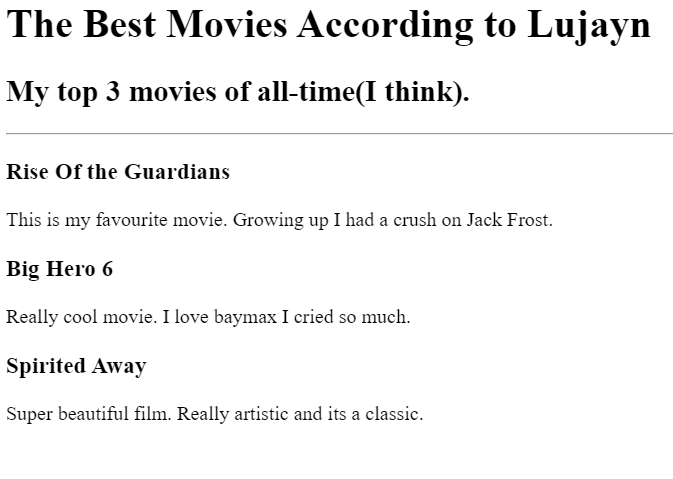 The Best Movies According to Lujayn
My top 3 movies of all-time(I think).
Rise Of the Guardians
This is my favourite movie. Growing up I had a crush on Jack Frost.
Big Hero 6
Really cool movie. I love baymax I cried so much.
Spirited Away
Super beautiful film. Really artistic and its a classic.